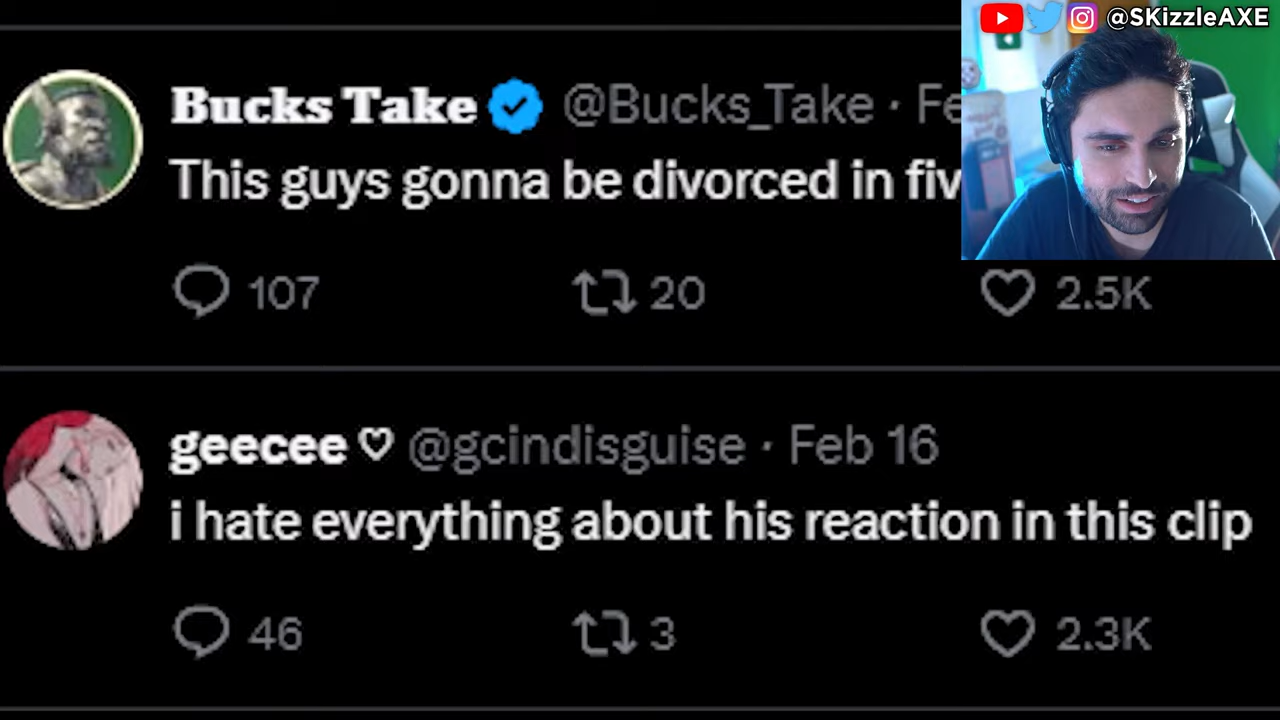 @SKizzleAXE
Bucks Take @Bucks_Take · Fe
This guys gonna be divorced in fiv
107 20 2.5K
geecee ♡ @gcindisguise · Feb 16
i hate everything about his reaction in this clip
46 3 2.3K